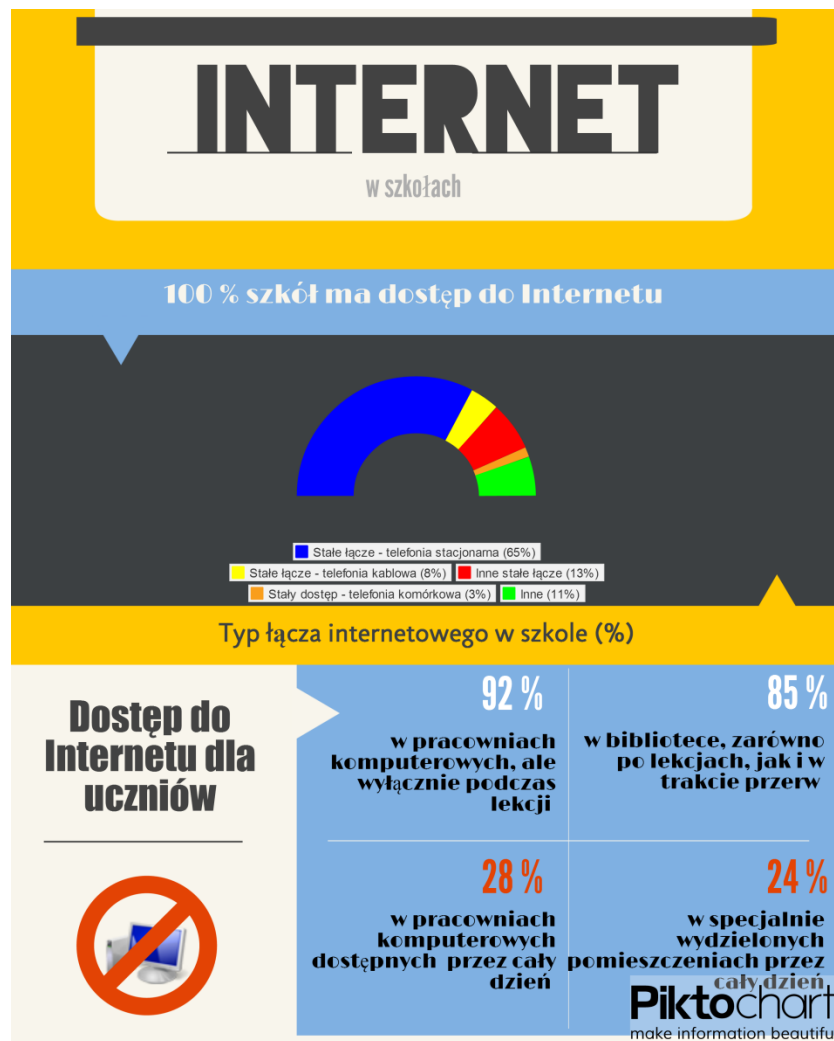 INTERNET
w szkołach
100 % szkół ma dostęp do Internetu
Stałe łącze - telefonia stacjonarna (65%)
Stałe łącze - telefonia kablowa (8%) Inne stałe łącze (13%)
Stały dostęp - telefonia komórkowa (3%) Inne (11%)
Typ łącza internetowego w szkole (%)
Dostęp do
Internetu dla
uczniów
92 %
w pracowniach
komputerowych, ale
wyłącznie podczas
lekcji
85 %
w bibliotece, zarówno
po lekcjach, jak i w
trakcie przerw
28 %
w pracowniach
komputerowych
dostępnych przez cały
dzień
24 %
w specjalnie
wydzielonych
pomieszczeniach przez
cały dzień
Piktochart
make information beautifu